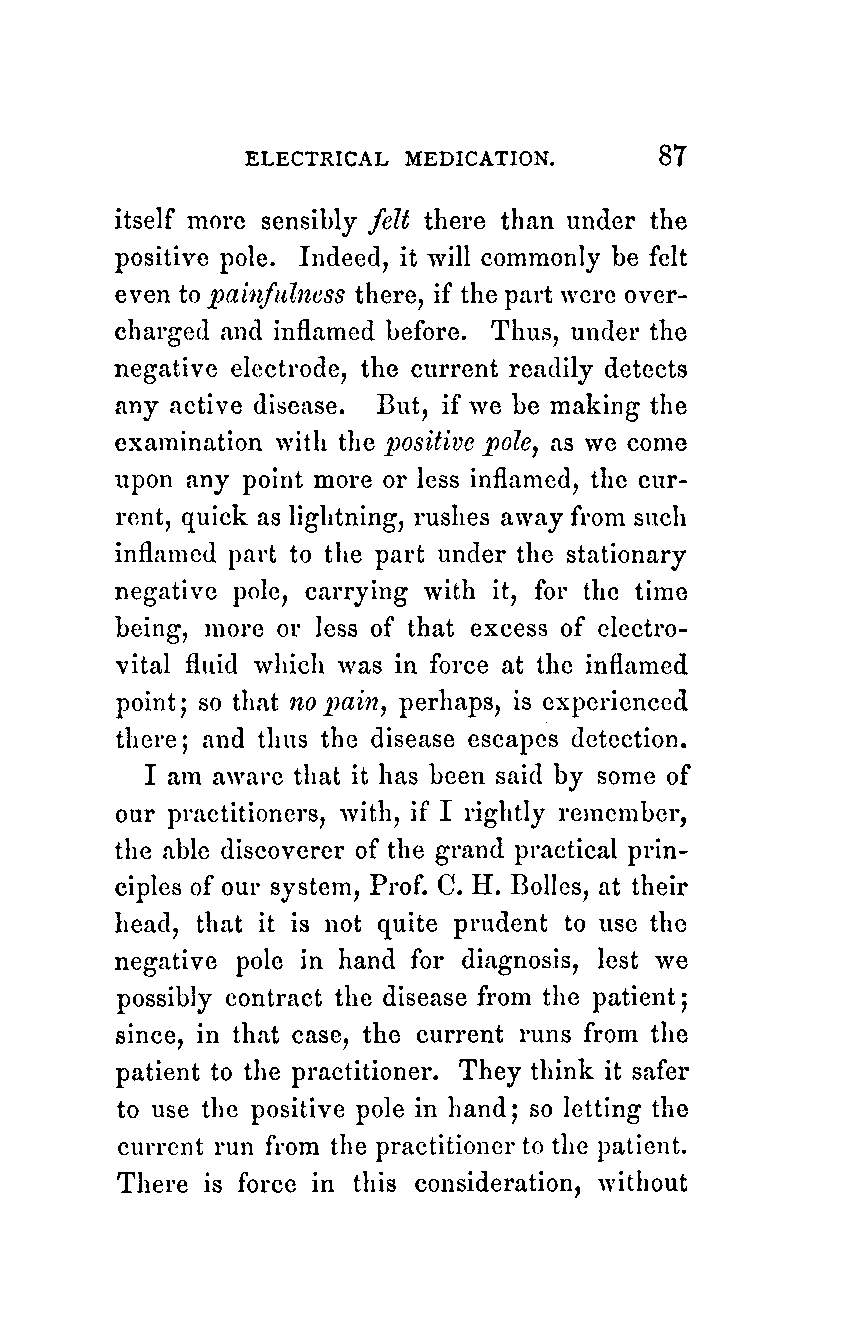 ELECTRICAL MEDICATION. 87
itself more sensibly felt there than under the
positive pole. Indeed, it will commonly be felt
even to painfulness there, if the part were over-
charged and inflamed before. Thus, under the
negative electrode, the current readily detects
any active disease. But, if we be making the
examination with the positive pole, as we come
upon any point more or less inflamed, the cur-
rent, quick as lightning, rushes away from such
inflamed part to the part under the stationary
negative pole, carrying with it, for the time
being, more or less of that excess of electro-
vital fluid which was in force at the inflamed
point; so that no pain, perhaps, is experienced
there; and thus the disease escapes detection.
I am aware that it has been said by some of
our practitioners, with, if I rightly remember,
the able discoverer of the grand practical prin-
ciples of our system, Prof. C. H. Bolles, at their
head, that it is not quite prudent to use the
negative pole in hand for diagnosis, lest we
possibly contract the disease from the patient;
since, in that case, the current runs from the
patient to the practitioner. They think it safer
to use the positive pole in hand; so letting the
current run from the practitioner to the patient.
There is force in this consideration, without